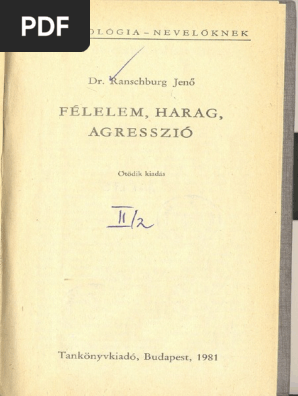 PDF
OLÓGIA – NEVELŐKNEK
Dr. Ranschburg Jenő
FÉLELEM, HARAG,
AGRESSZIÓ
Ötödik kiadás
II/2
Tankönyvkiadó, Budapest, 1981